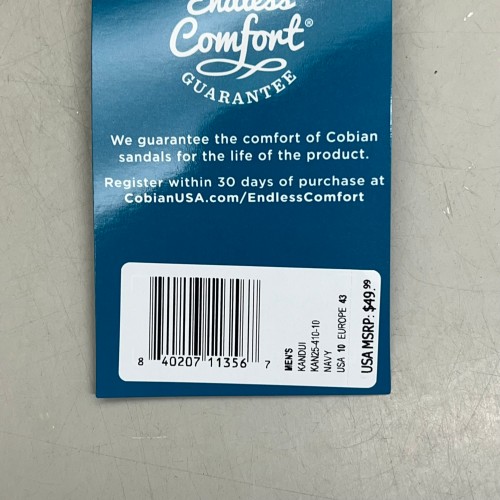 Endless
Comfort®
GUARANTEE
We guarantee the comfort of Cobian
sandals for the life of the product.
Register within 30 days of purchase at
CobianUSA.com/EndlessComfort
8 40207 11356 7
MEN'S
KANDUI
KAN25-410-10
NAVY
USA 10 EUROPE 43
USA MSRP: $49.99